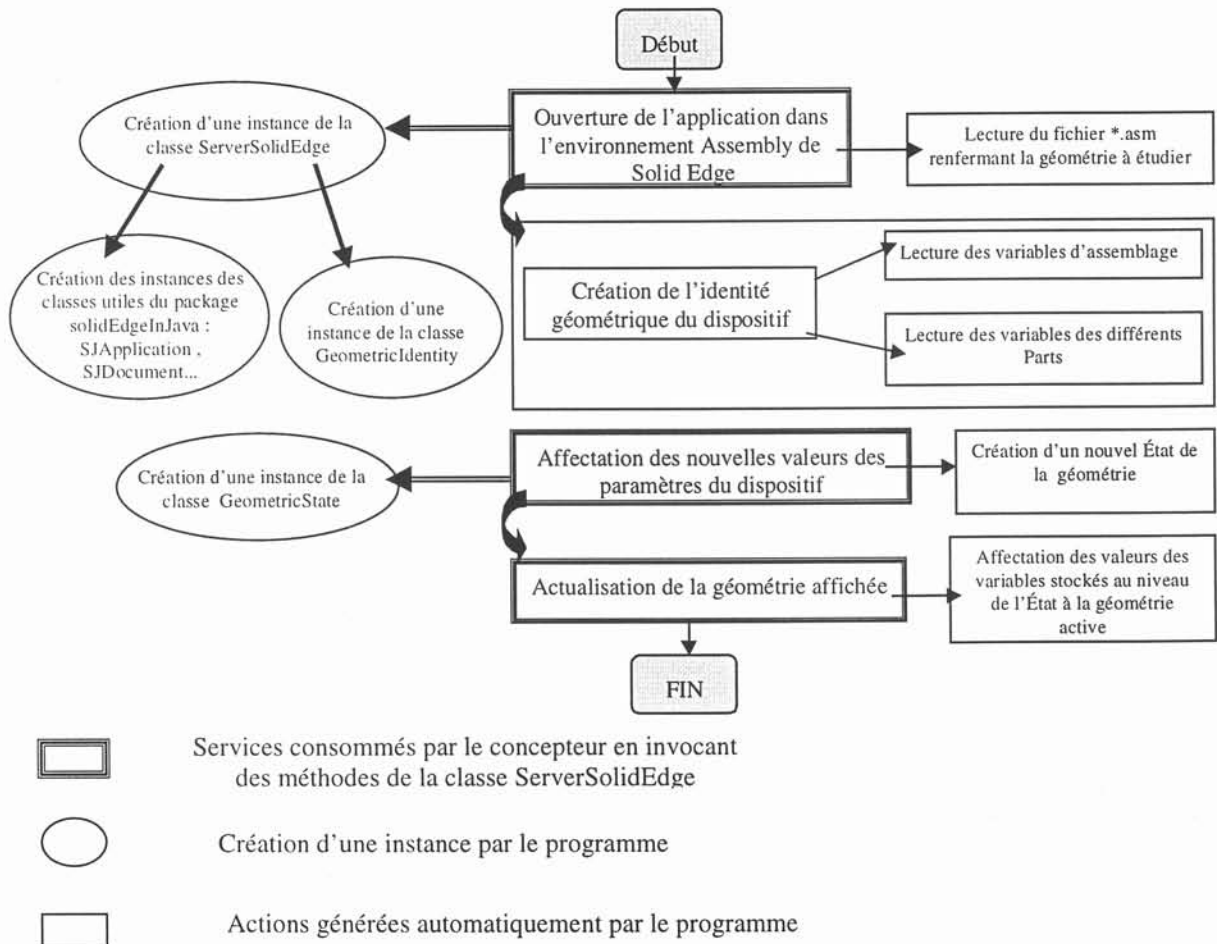 Début
Ouverture de l'application dans
l'environnement Assembly de
Solid Edge
Création d'une instance de la
classe ServerSolidEdge
Lecture du fichier *.asm
renfermant la géométrie à étudier
Création des instances des
classes utiles du package
solidEdgeInJava :
SJApplication ,
SJDocument...
Création d'une
instance de la classe
GeometricIdentity
Création de l'identité
géométrique du dispositif
Lecture des variables d'assemblage
Lecture des variables des différents
Parts
Création d'une instance de la
classe GeometricState
Affectation des nouvelles valeurs des
paramètres du dispositif
Création d'un nouvel État de
la géométrie
Actualisation de la géométrie affichée
Affectation des valeurs des
variables stockés au niveau
de l'État à la géométrie
active
FIN
Services consommés par le concepteur en invocant
des méthodes de la classe ServerSolidEdge
Création d'une instance par le programme
Actions générées automatiquement par le programme